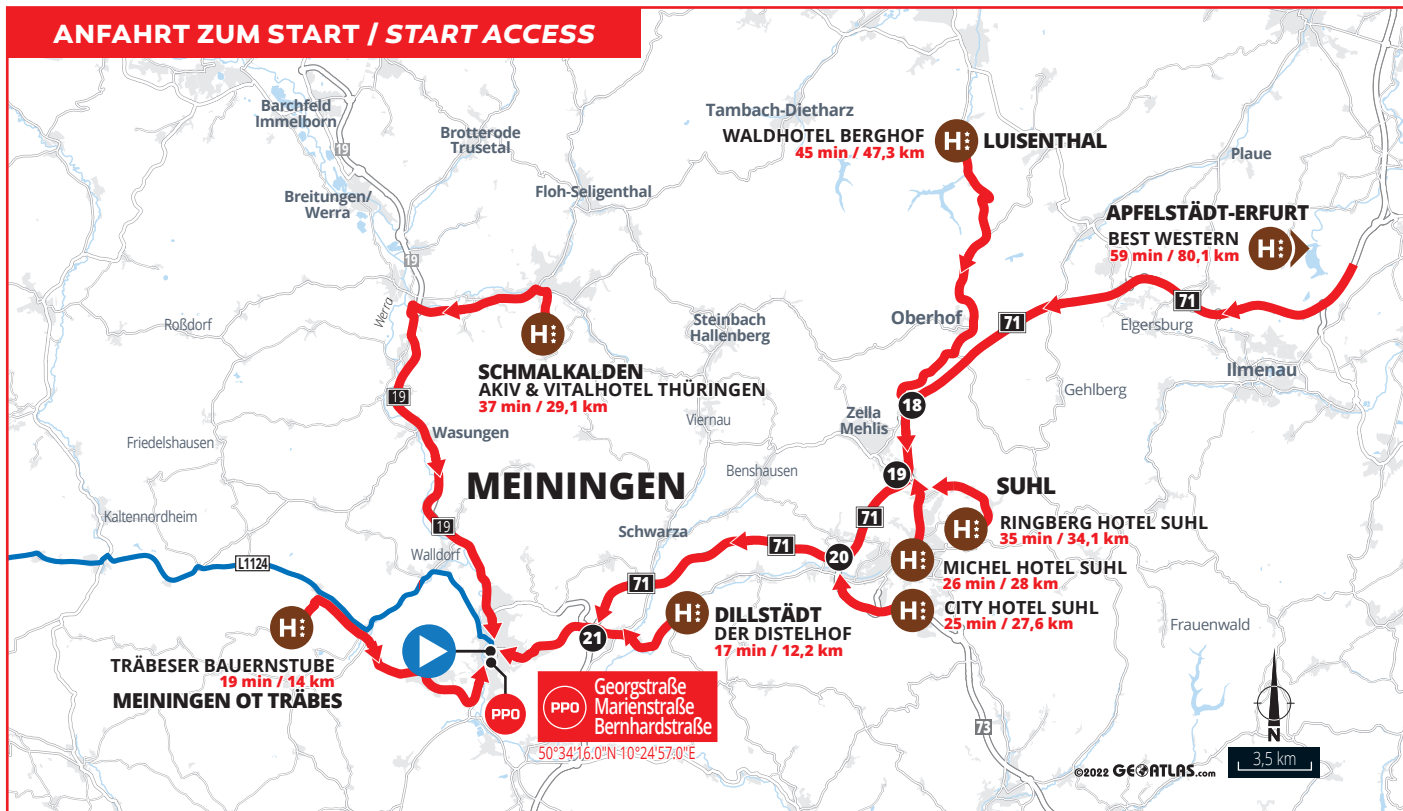 ANFAHRT ZUM START / START ACCESS
Barchfeld
Immelborn
19
Brotterode
Trusetal
Breitungen/
Werra
Floh-Seligenthal
Tambach-Dietharz
WALDHOTEL BERGHOF
45 min / 47,3 km
H
LUISENTHAL
Plaue
APFELSTÄDT-ERFURT
BEST WESTERN
59 min / 80,1 km
H
19
Werra
Roßdorf
H
SCHMALKALDEN
AKIV & VITALHOTEL THÜRINGEN
37 min / 29,1 km
Steinbach
Hallenberg
Oberhof
71
71
Elgersburg
Ilmenau
Gehlberg
19
Wasungen
Friedelshausen
Viernau
Zella
Mehlis
18
Benshausen
19
MEININGEN
SUHL
Kaltennordheim
19
Walldorf
Schwarza
71
71
71
20
H
RINGBERG HOTEL SUHL
35 min / 34,1 km
H
MICHEL HOTEL SUHL
26 min / 28 km
H
CITY HOTEL SUHL
25 min / 27,6 km
L1124
H
TRÄBESER BAUERNSTUBE
19 min / 14 km
MEININGEN OT TRÄBES
21
H
DILLSTÄDT
DER DISTELHOF
17 min / 12,2 km
Frauenwald
PPO
PPO
Georgstraße
Marienstraße
Bernhardstraße
50°34'16.0"N 10°24'57.0"E
73
N
3,5 km
©2022 GEOATLAS.com